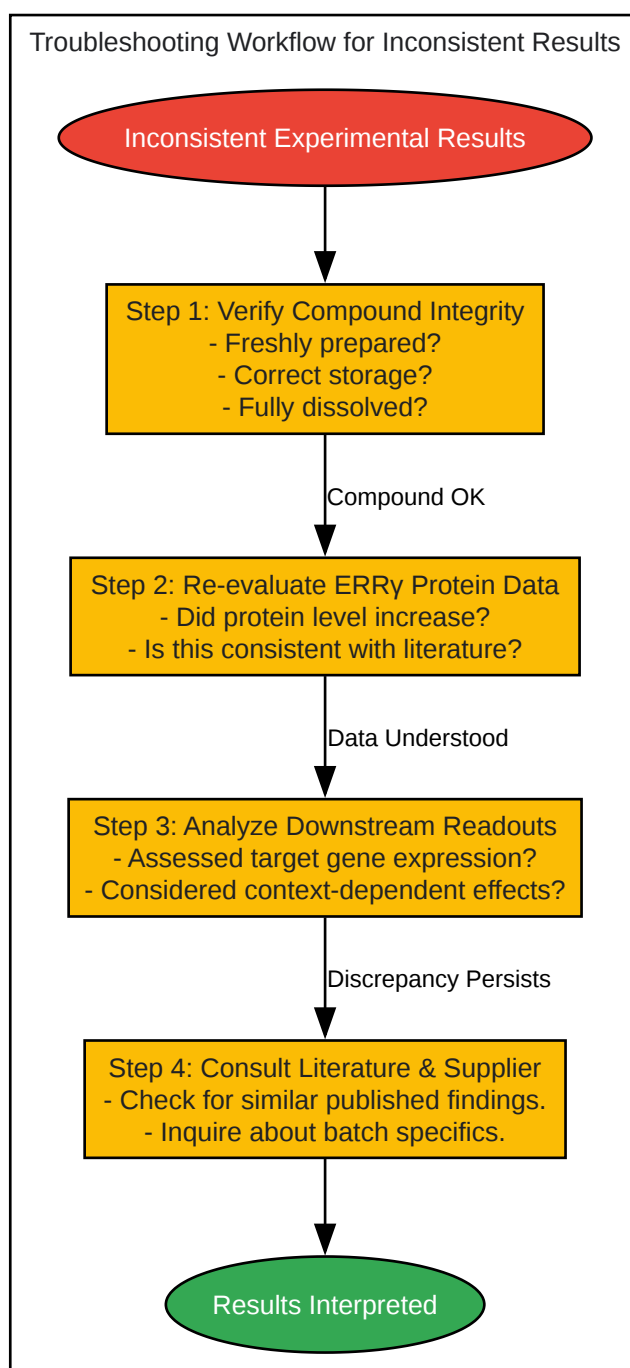 Troubleshooting Workflow for Inconsistent Results
Inconsistent Experimental Results
Step 1: Verify Compound Integrity
- Freshly prepared?
- Correct storage?
- Fully dissolved?
Compound OK
Step 2: Re-evaluate ERRγ Protein Data
- Did protein level increase?
- Is this consistent with literature?
Data Understood
Step 3: Analyze Downstream Readouts
- Assessed target gene expression?
- Considered context-dependent effects?
Discrepancy Persists
Step 4: Consult Literature & Supplier
- Check for similar published findings.
- Inquire about batch specifics.
Results Interpreted